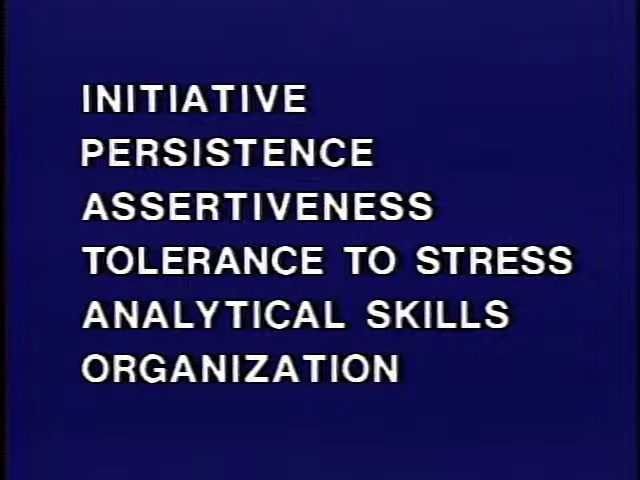 INITIATIVE
PERSISTENCE
ASSERTIVENESS
TOLERANCE TO STRESS
ANALYTICAL SKILLS
ORGANIZATION